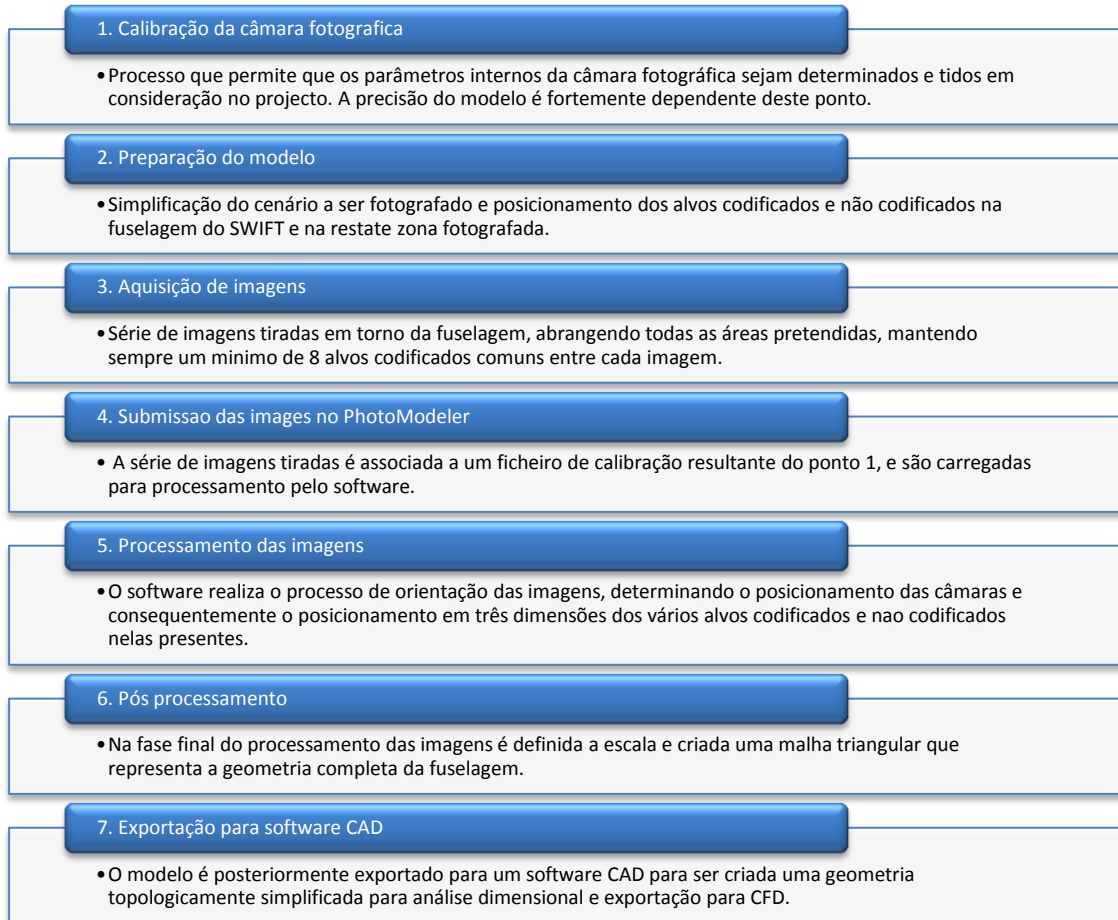 1. Calibração da câmara fotografica
•Processo que permite que os parâmetros internos da câmara fotográfica sejam determinados e tidos em
consideração no projecto. A precisão do modelo é fortemente dependente deste ponto.
2. Preparação do modelo
•Simplificação do cenário a ser fotografado e posicionamento dos alvos codificados e não codificados na
fuselagem do SWIFT e na restate zona fotografada.
3. Aquisição de imagens
•Série de imagens tiradas em torno da fuselagem, abrangendo todas as áreas pretendidas, mantendo
sempre um minimo de 8 alvos codificados comuns entre cada imagem.
4. Submissao das images no PhotoModeler
• A série de imagens tiradas é associada a um ficheiro de calibração resultante do ponto 1, e são carregadas
para processamento pelo software.
5. Processamento das imagens
•O software realiza o processo de orientação das imagens, determinando o posicionamento das câmaras e
consequentemente o posicionamento em três dimensões dos vários alvos codificados e nao codificados
nelas presentes.
6. Pós processamento
•Na fase final do processamento das imagens é definida a escala e criada uma malha triangular que
representa a geometria completa da fuselagem.
7. Exportação para software CAD
•O modelo é posteriormente exportado para um software CAD para ser criada uma geometria
topologicamente simplificada para análise dimensional e exportação para CFD.